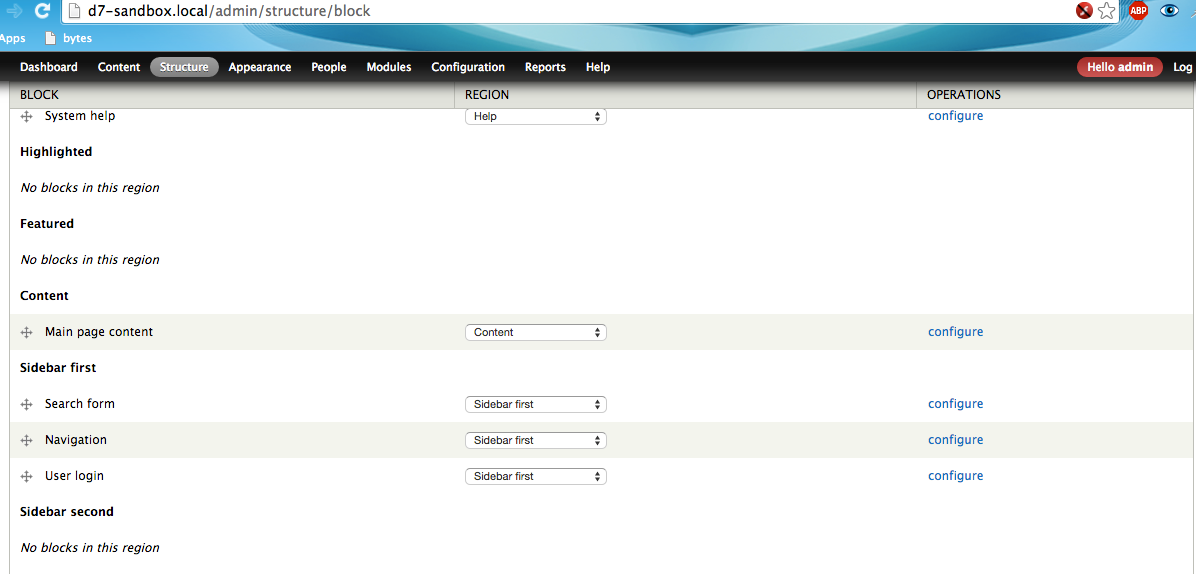 d7-sandbox.local/admin/structure/block ABP
Apps bytes
Dashboard Content Structure Appearance People Modules Configuration Reports Help Hello admin Log
BLOCK REGION OPERATIONS
System help Help configure
Highlighted
No blocks in this region
Featured
No blocks in this region
Content
Main page content Content configure
Sidebar first
Search form Sidebar first configure
Navigation Sidebar first configure
User login Sidebar first configure
Sidebar second
No blocks in this region